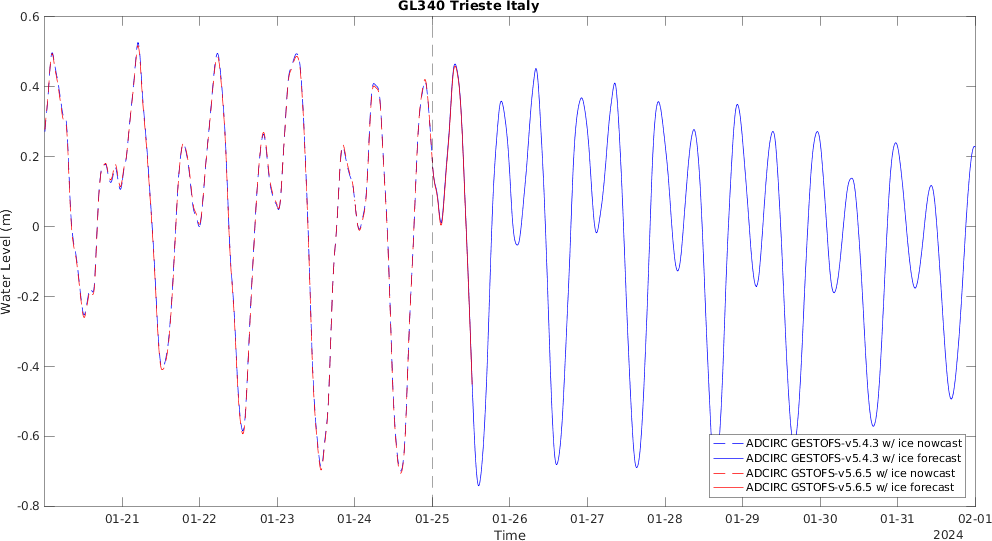 GL340 Trieste Italy
Water Level (m)
0.6
0.4
0.2
0
-0.2
-0.4
-0.6
-0.8
ADCIRC GESTOFS-v5.4.3 w/ ice nowcast
ADCIRC GESTOFS-v5.4.3 w/ ice forecast
ADCIRC GSTOFS-v5.6.5 w/ ice nowcast
ADCIRC GSTOFS-v5.6.5 w/ ice forecast
01-21 01-22 01-23 01-24 01-25 01-26 01-27 01-28 01-29 01-30 01-31 02-01
Time
2024